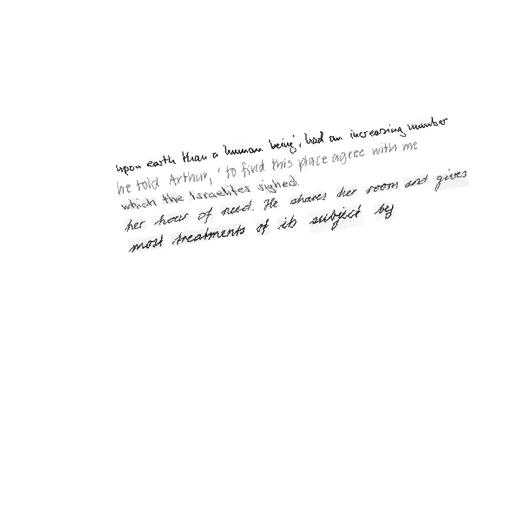 upon earth than a human being', had an increasing number
he told Arthur, 'to find this place agree with me
which the Israelites sighed.
her hour of need. He shares her room and gives
most treatments of its subject by